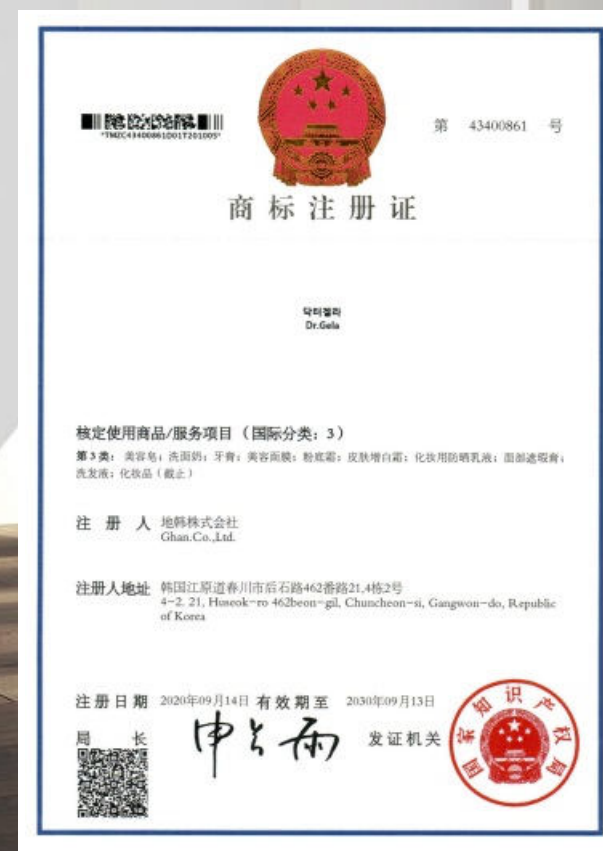 *TMZC43400861D01T201005*
第 43400861 号
商标注册证
닥터겔라
Dr.Gela
核定使用商品/服务项目（国际分类：3）
第3类：美容皂；洗面奶；牙膏；美容面膜；粉底霜；皮肤增白霜；化妆用防晒乳液；面部遮瑕膏；
洗发液；化妆品（截止）
注册人 地韩株式会社
Ghan.Co.,Ltd.
注册人地址 韩国江原道春川市后石路462番路21,4栋2号
4-2. 21, Huseok-ro 462beon-gil, Chuncheon-si, Gangwon-do, Republic
of Korea
注册日期 2020年09月14日 有效期至 2030年09月13日
局长 申长雨 发证机关
国家知识产权局